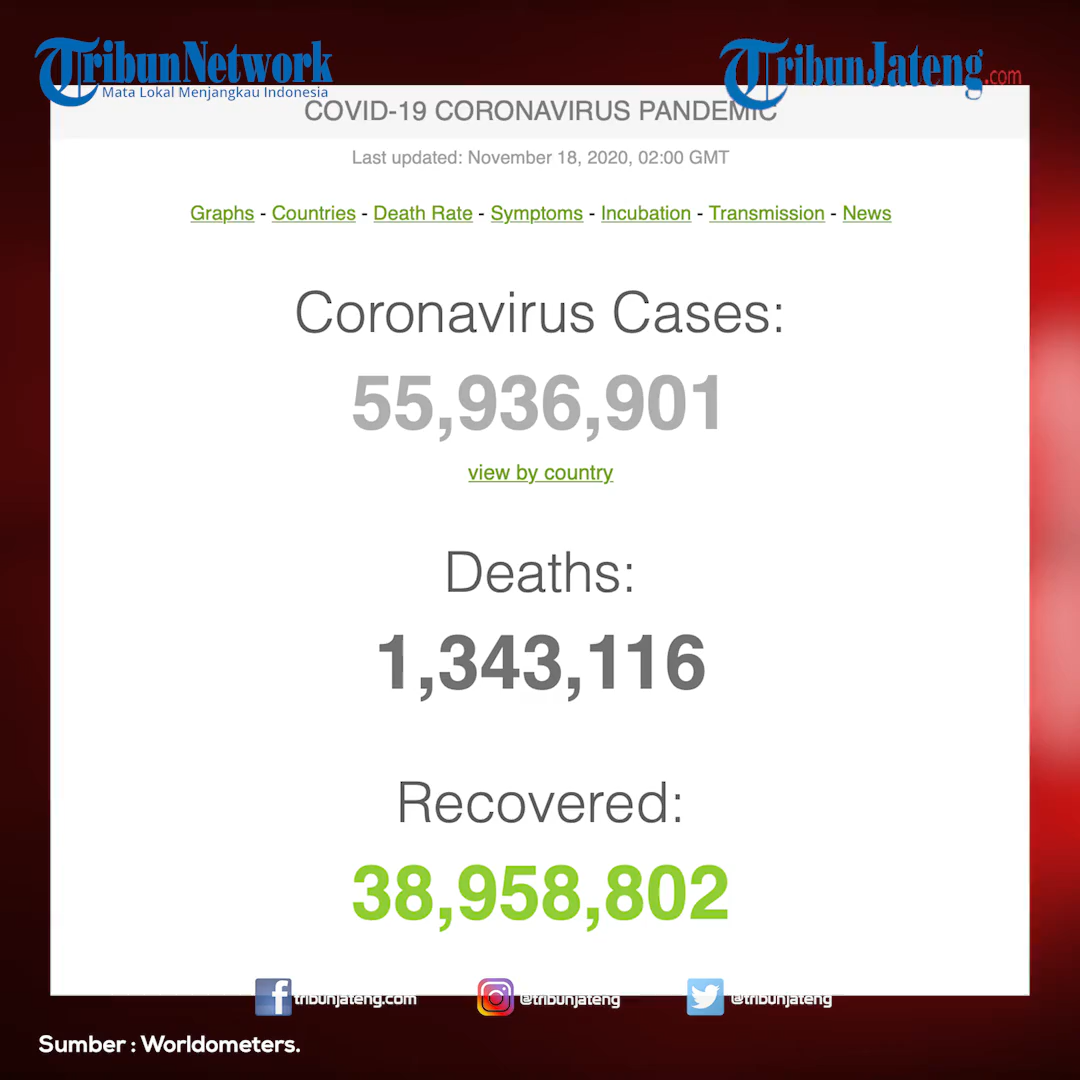 TribunNetwork
Mata Lokal Menjangkau Indonesia
TribunJateng.com
COVID-19 CORONAVIRUS PANDEMIC
Last updated: November 18, 2020, 02:00 GMT
Graphs - Countries - Death Rate - Symptoms - Incubation - Transmission - News
Coronavirus Cases:
55,936,901
view by country
Deaths:
1,343,116
Recovered:
38,958,802
tribunjateng.com @tribunjateng @tribunjateng
Sumber : Worldometers.